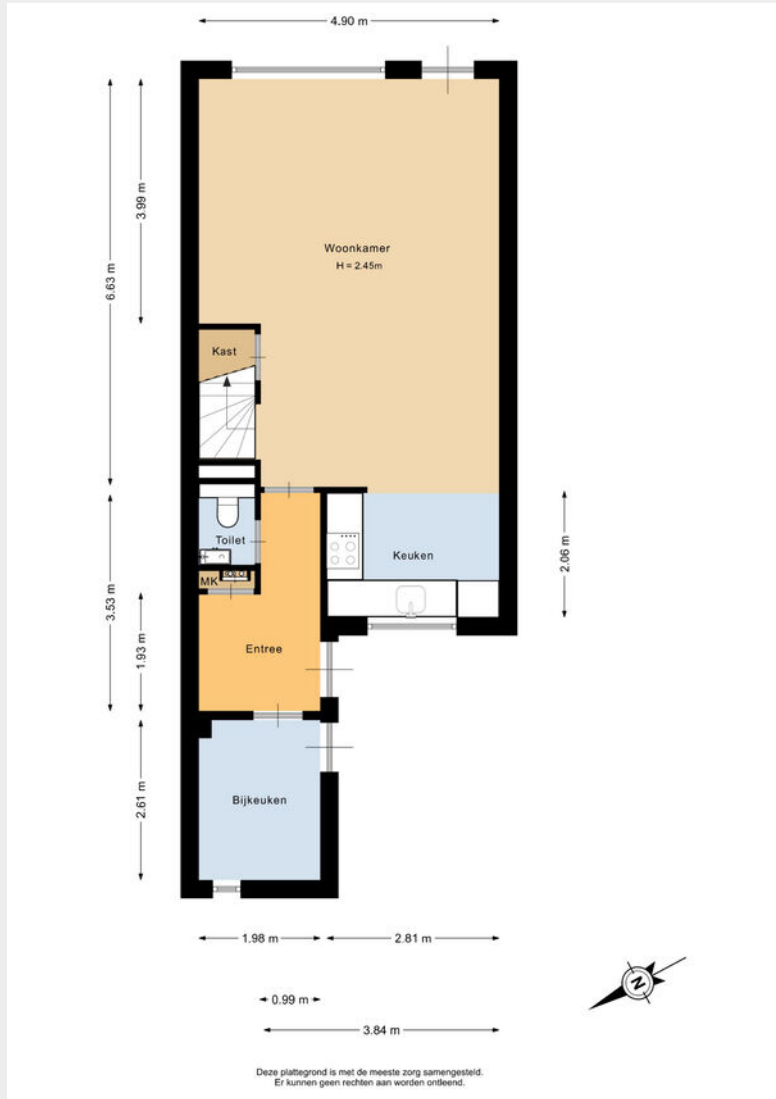 4.90 m
3.99 m
6.63 m
Woonkamer
H = 2.45m
Kast
Toilet
Keuken
2.06 m
MK
3.53 m
1.93 m
Entree
2.61 m
Bijkeuken
1.98 m
2.81 m
N
0.99 m
3.84 m
Deze plattegrond is met de meeste zorg samengesteld.
Er kunnen geen rechten aan worden ontleend.